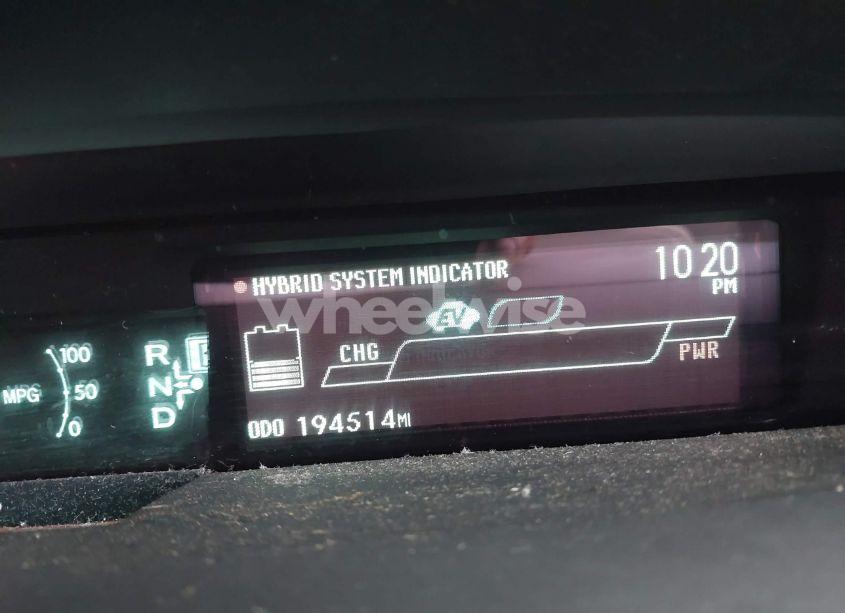 HYBRID SYSTEM INDICATOR
10 20
PM
wheelwise
EV
CHG
PWR
ODO 194514 MI
100
MPG
50
0
R
N
D